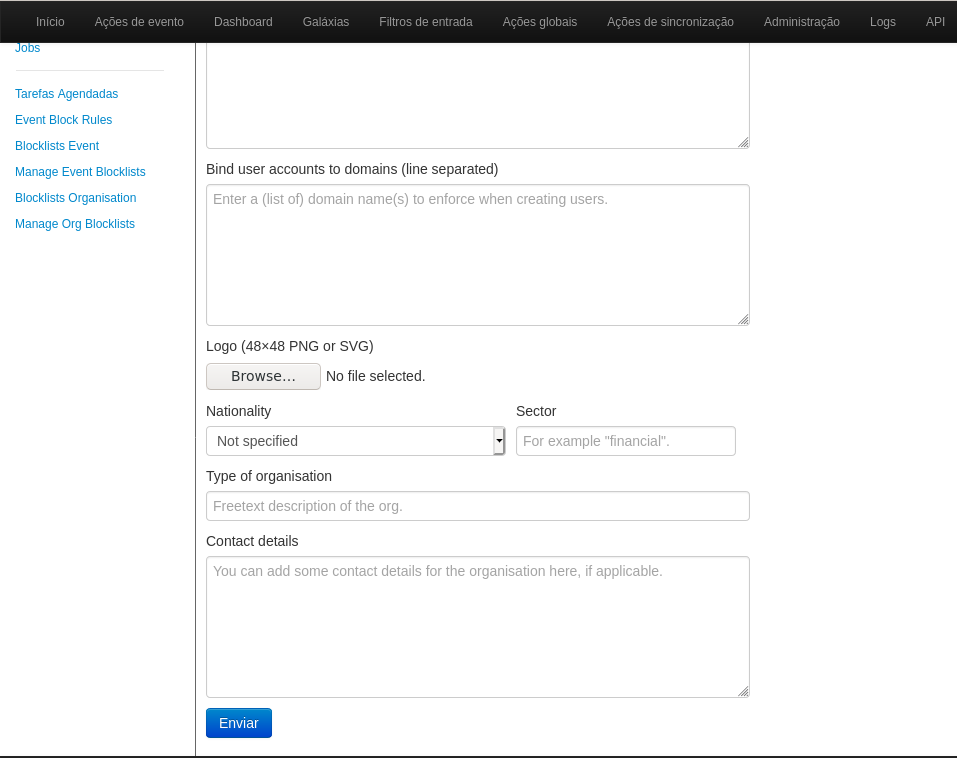 Início Ações de evento Dashboard Galáxias Filtros de entrada Ações globais Ações de sincronização Administração Logs API
Jobs
Tarefas Agendadas
Event Block Rules
Blocklists Event
Manage Event Blocklists
Blocklists Organisation
Manage Org Blocklists
Bind user accounts to domains (line separated)
Enter a (list of) domain name(s) to enforce when creating users.
Logo (48×48 PNG or SVG)
Browse... No file selected.
Nationality Sector
Not specified For example "financial".
Type of organisation
Freetext description of the org.
Contact details
You can add some contact details for the organisation here, if applicable.
Enviar